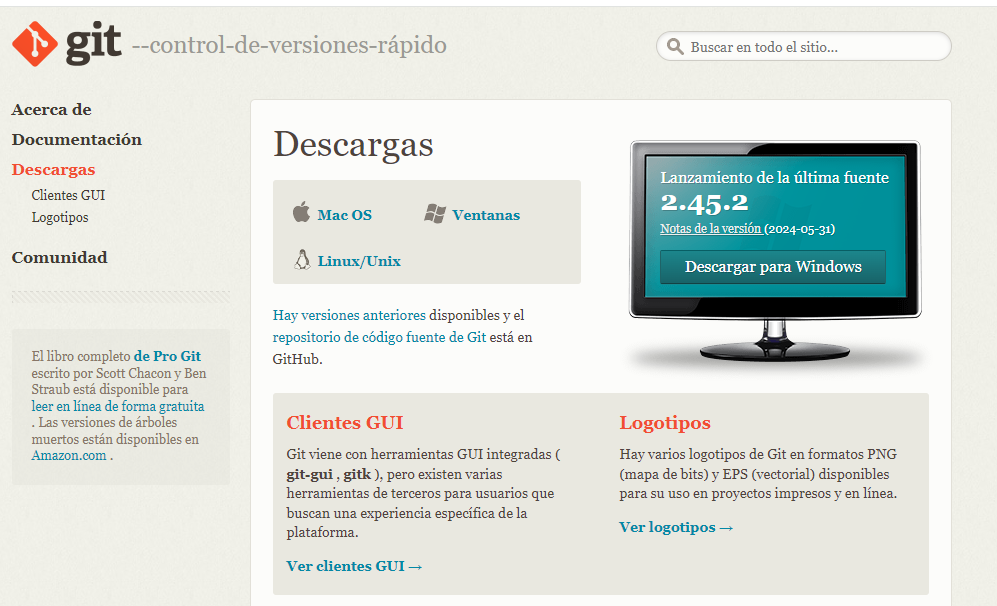 git --control-de-versiones-rápido
Buscar en todo el sitio...
Acerca de
Documentación
Descargas
Clientes GUI
Logotipos
Comunidad
El libro completo de Pro Git
escrito por Scott Chacon y Ben
Straub está disponible para
leer en línea de forma gratuita
. Las versiones de árboles
muertos están disponibles en
Amazon.com .
Descargas
Mac OS
Ventanas
Linux/Unix
Hay versiones anteriores disponibles y el
repositorio de código fuente de Git está en
GitHub.
Lanzamiento de la última fuente
2.45.2
Notas de la versión (2024-05-31)
Descargar para Windows
Clientes GUI
Git viene con herramientas GUI integradas (
git-gui , gitk ), pero existen varias
herramientas de terceros para usuarios que
buscan una experiencia específica de la
plataforma.
Ver clientes GUI →
Logotipos
Hay varios logotipos de Git en formatos PNG
(mapa de bits) y EPS (vectorial) disponibles
para su uso en proyectos impresos y en línea.
Ver logotipos →